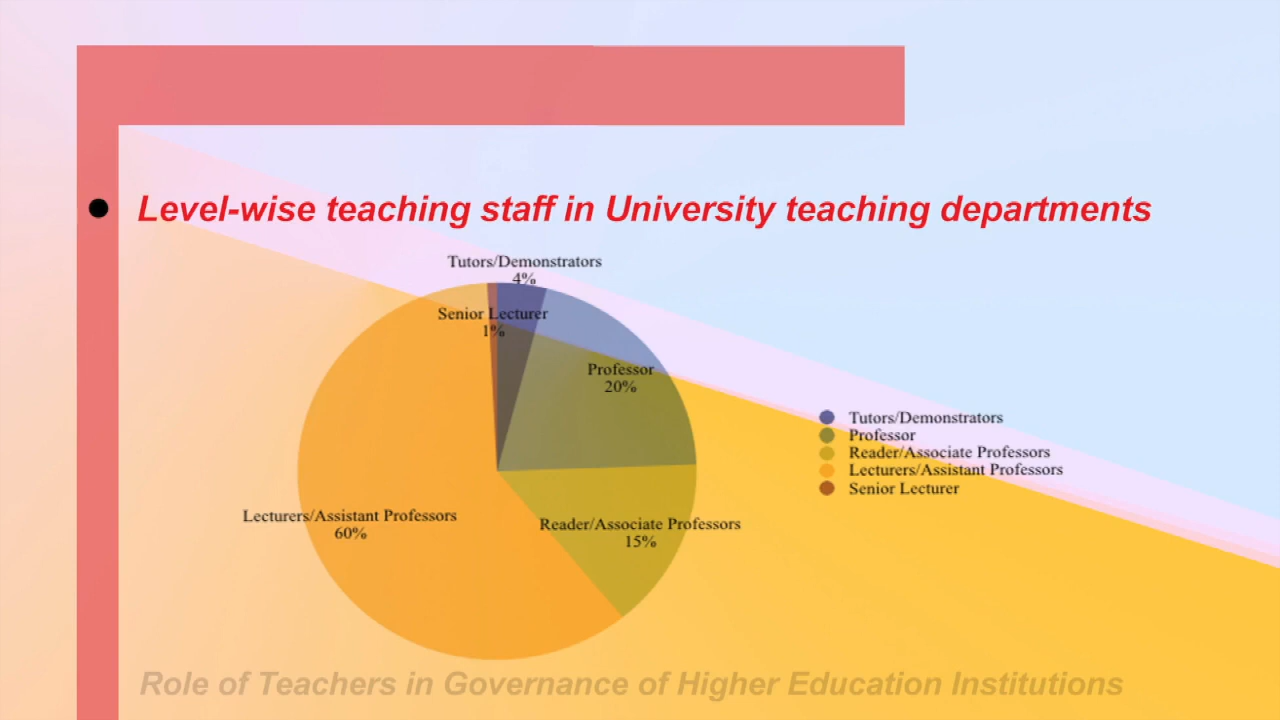 Level-wise teaching staff in University teaching departments
Tutors/Demonstrators
4%
Senior Lecturer
1%
Professor
20%
Tutors/Demonstrators
Professor
Reader/Associate Professors
Lecturers/Assistant Professors
Senior Lecturer
Lecturers/Assistant Professors
60%
Reader/Associate Professors
15%
Role of Teachers in Governance of Higher Education Institutions